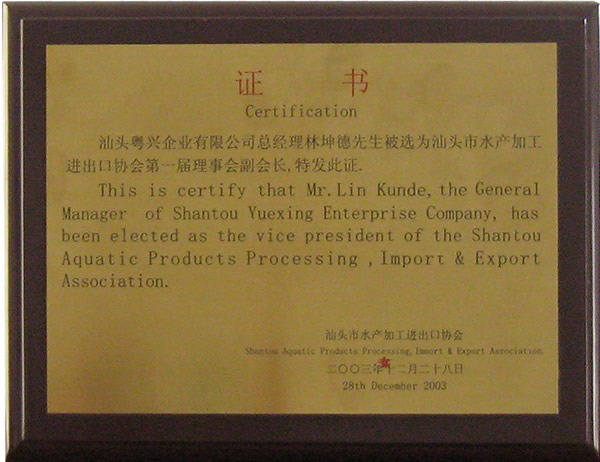 证 书
Certification
汕头粤兴企业有限公司总经理林坤德先生被选为汕头市水产加工
进出口协会第一届理事会副会长,特发此证.
This is certify that Mr.Lin Kunde, the General
Manager of Shantou Yuexing Enterprise Company, has
been elected as the vice president of the Shantou
Aquatic Products Processing ,Import & Export
Association.
汕头市水产加工进出口协会
Shantou Aquatic Products Processing,Import & Export Association.
二〇〇三年十二月二十八日
28th December 2003